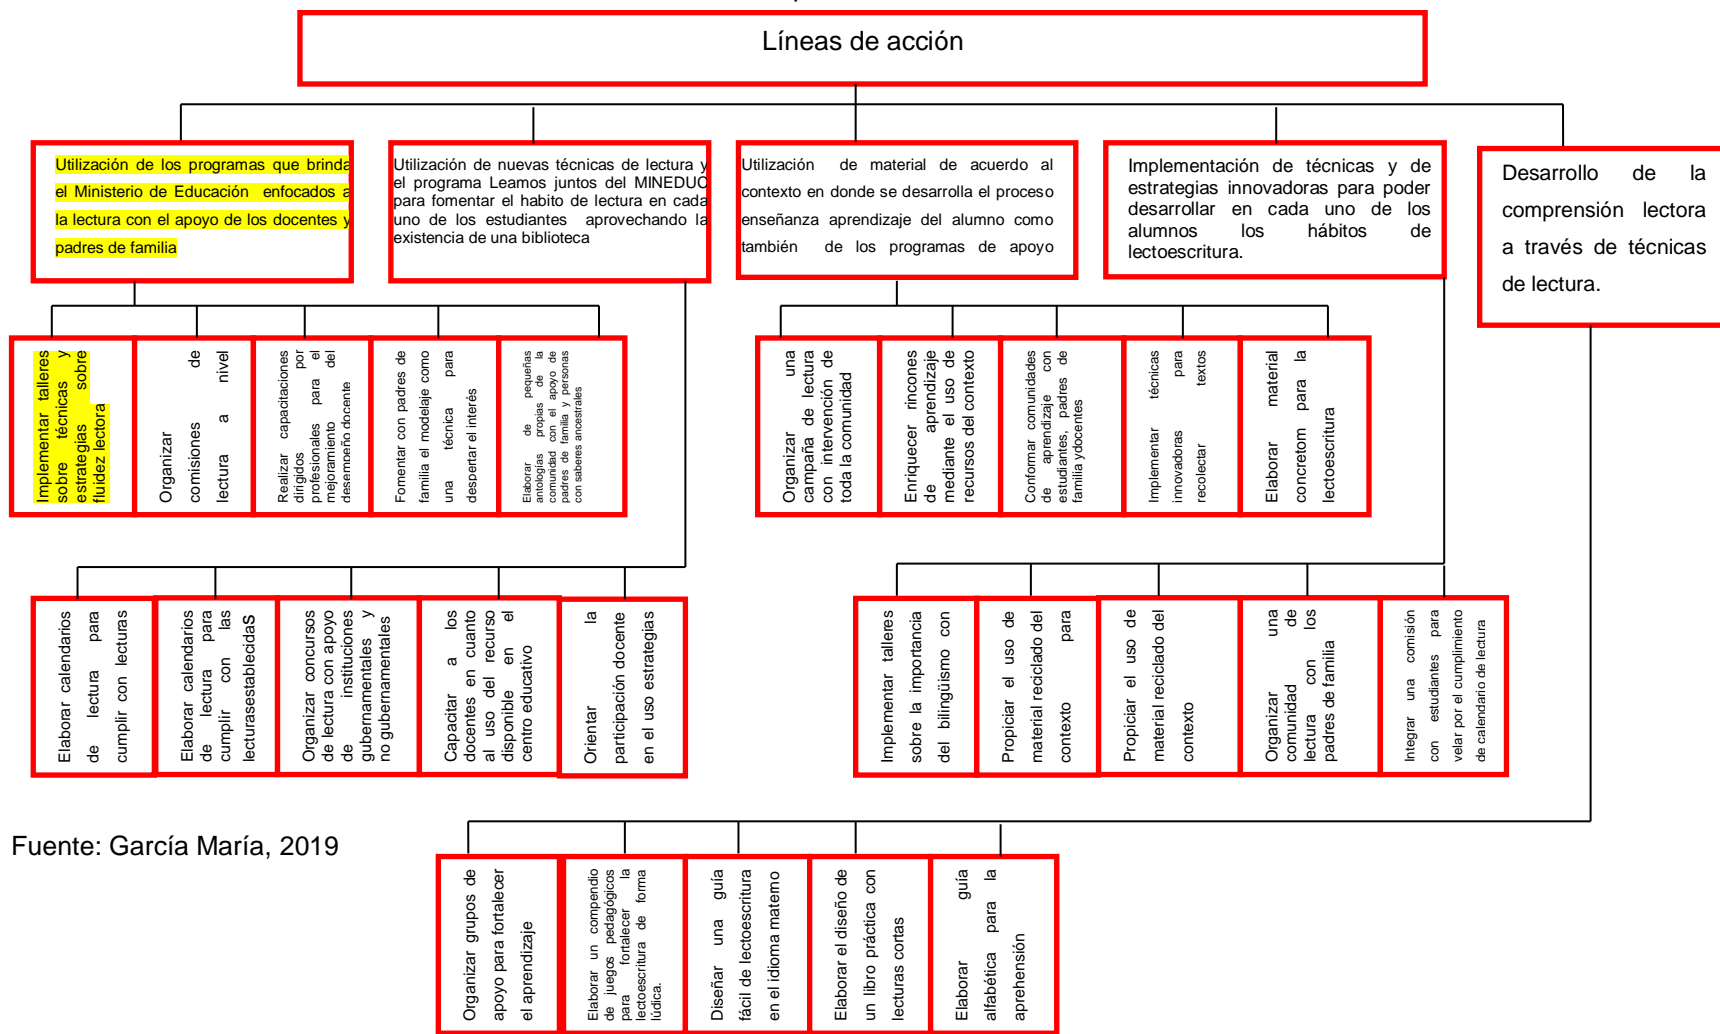 Líneas de acción
Utilización de los programas que brinda
el Ministerio de Educación enfocados a
la lectura con el apoyo de los docentes y
padres de familia
Utilización de nuevas técnicas de lectura y
el programa Leamos juntos del MINEDUC
para fomentar el habito de lectura en cada
uno de los estudiantes aprovechando la
existencia de una biblioteca
Utilización de material de acuerdo al
contexto en donde se desarrolla el proceso
enseñanza aprendizaje del alumno como
también de los programas de apoyo
Implementación de técnicas y de
estrategias innovadoras para poder
desarrollar en cada uno de los
alumnos los hábitos de
lectoescritura.
Desarrollo de la
comprensión lectora
a través de técnicas
de lectura.
Implementar talleres
sobre técnicas y
estrategias sobre
fluidez lectora
Organizar
comisiones de
lectura a nivel
Realizar capacitaciones
dirigidos por
profesionales para el
mejoramiento del
desempeño docente
Fomentar con padres de
familia el modelaje como
una técnica para
despertar el interés
Elaborar de pequeñas
antologías propias de la
comunidad con el apoyo de
padres de familia y personas
con saberes ancestrales
Organizar una
campaña de lectura
con intervención de
toda la comunidad
Enriquecer rincones
de aprendizaje
mediante el uso de
recursos del contexto
Conformar comunidades
de aprendizaje con
estudiantes, padres de
familia ydocentes
Implementar técnicas
innovadoras para
recolectar textos
Elaborar material
concretom para la
lectoescritura
Elaborar calendarios
de lectura para
cumplir con lecturas
Elaborar calendarios
de lectura para
cumplir con las
lecturasestablecidaS
Organizar concursos
de lectura con apoyo
de instituciones
gubernamentales y
no gubernamentales
Capacitar a los
docentes en cuanto
al uso del recurso
disponible en el
centro educativo
Orientar la
participación docente
en el uso estrategias
Implementar talleres
sobre la importancia
del bilingüismo con
Propiciar el uso de
material reciclado del
contexto para
Propiciar el uso de
material reciclado del
contexto
Organizar una
comunidad de
lectura con los
padres de familia
Integrar una comisión
con estudiantes para
velar por el cumplimiento
de calendario de lectura
Fuente: García María, 2019
Organizar grupos de
apoyo para fortalecer
el aprendizaje
Elaborar un compendio
de juegos pedagógicos
para fortalecer la
lectoescritura de forma
lúdica.
Diseñar una guía
fácil de lectoescritura
en el idioma materno
Elaborar el diseño de
un libro práctica con
lecturas cortas
Elaborar guía
alfabética para la
aprehensión